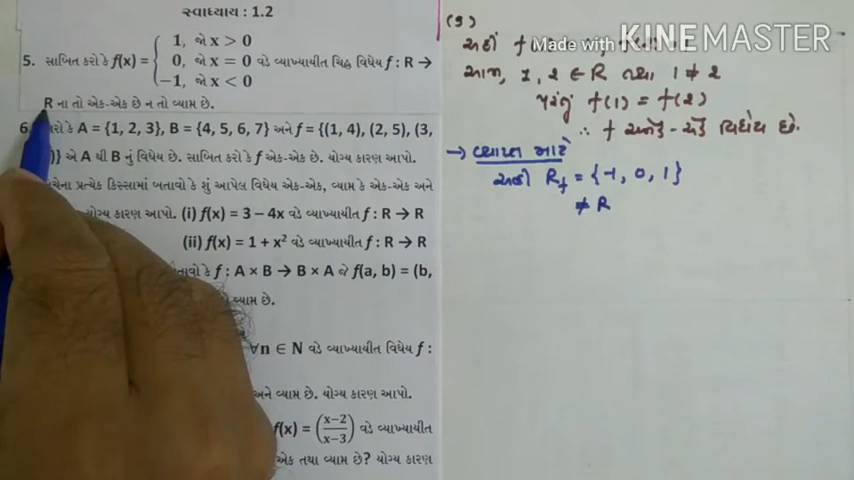 સ્વાધ્યાય : 1.2
5. સાબિત કરો કે f(x) = { 1, જો x > 0
0, જો x = 0 વડે વ્યાખ્યાયીત ચિહ્ન વિધેય f : R →
−1, જો x < 0
R ના તો એક-એક છે ન તો વ્યાપ્ત છે.
6. ધારો કે A = {1, 2, 3}, B = {4, 5, 6, 7} અને f = {(1, 4), (2, 5), (3,
)} એ A થી B નું વિધેય છે. સાબિત કરો કે f એક-એક છે. યોગ્ય કારણ આપો.
પ્રત્યેક કિસ્સામાં બતાવો કે શું આપેલ વિધેય એક-એક, વ્યાપ્ત કે એક-એક અને
યોગ્ય કારણ આપો. (i) f(x) = 3 − 4x વડે વ્યાખ્યાયીત f : R → R
(ii) f(x) = 1 + x² વડે વ્યાખ્યાયીત f : R → R
કે f : A × B → B × A જે f(a, b) = (b,
વ્યાપ્ત છે.
∀n ∈ N વડે વ્યાખ્યાયીત વિધેય f :
અને વ્યાપ્ત છે. યોગ્ય કારણ આપો.
f(x) = (x−2/x−3) વડે વ્યાખ્યાયીત
એક તથા વ્યાપ્ત છે? યોગ્ય કારણ
(5)
અહીં
Made with KINEMASTER
આમ, 1, 2 ∈ R તથા 1 ≠ 2
પરંતુ f(1) = f(2)
∴ f અનેક-એક વિધેય છે.
→ વ્યાપ્ત માટે
અહીં R_f = {-1, 0, 1}
≠ R